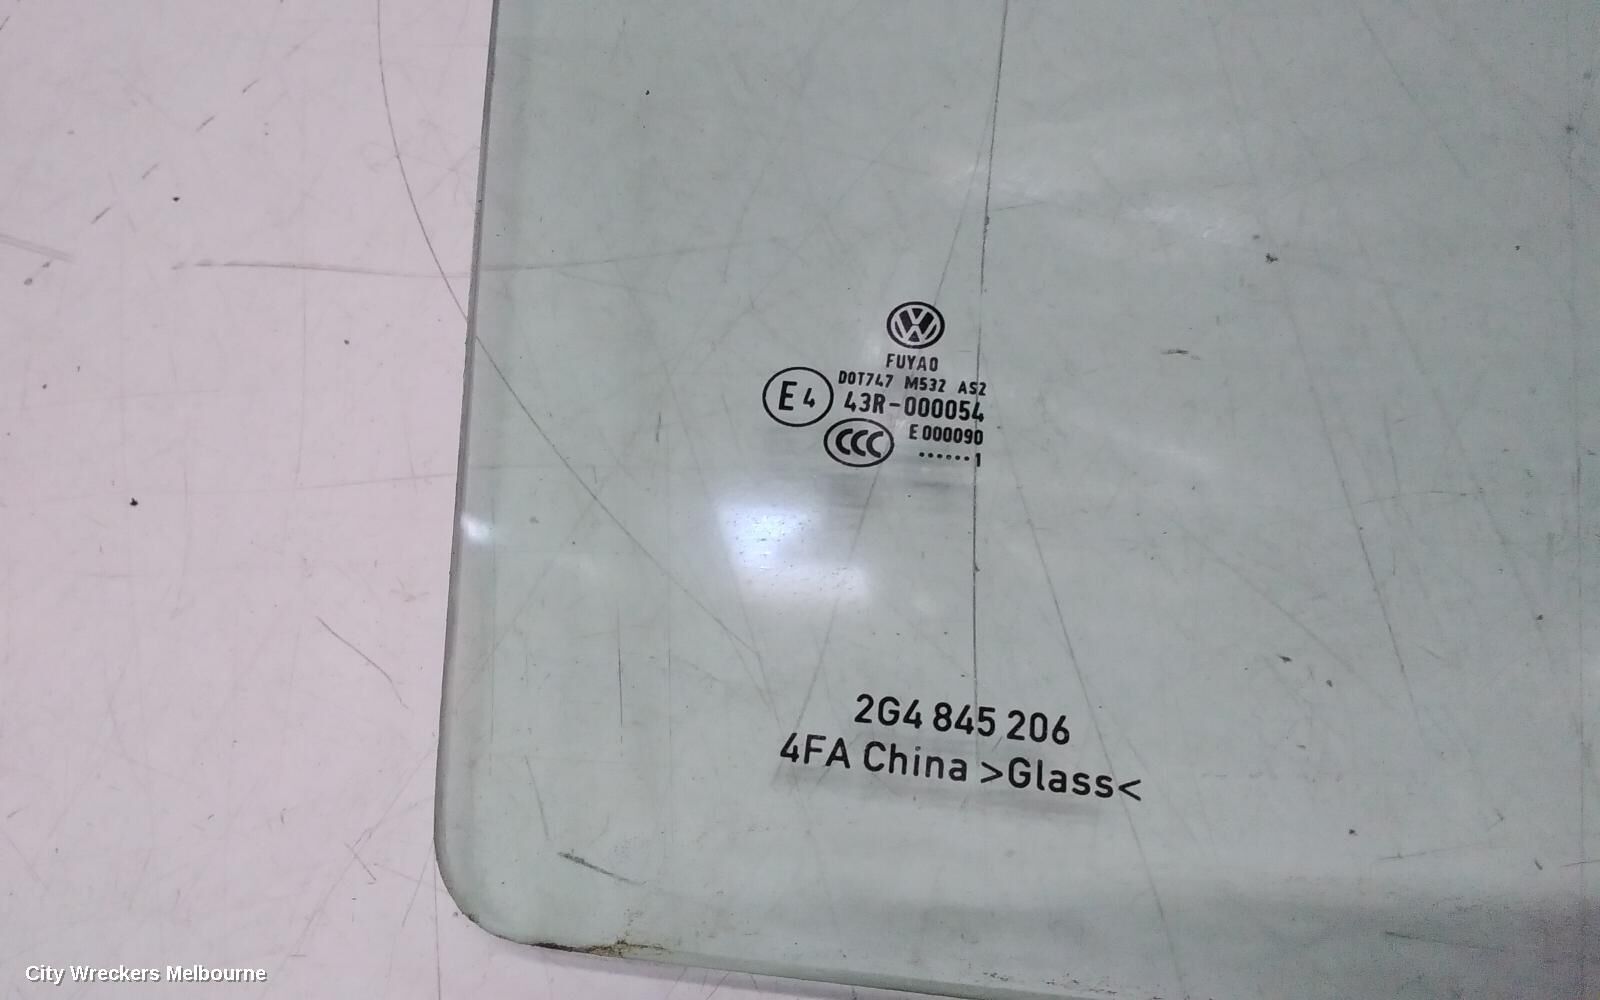 FUYAO
DOT747 M532 AS2
E4 43R-000054
CCC E000090
······1
2G4 845 206
4FA China >Glass<
City Wreckers Melbourne